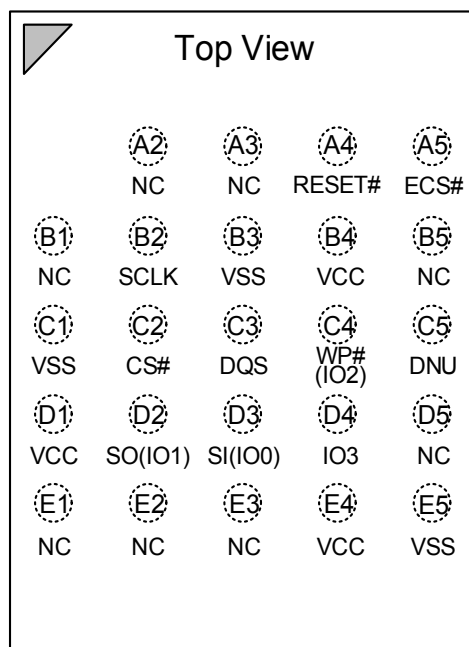 Top View
A2 A3 A4 A5
NC NC RESET# ECS#
B1 B2 B3 B4 B5
NC SCLK VSS VCC NC
C1 C2 C3 C4 C5
VSS CS# DQS WP# (IO2) DNU
D1 D2 D3 D4 D5
VCC SO(IO1) SI(IO0) IO3 NC
E1 E2 E3 E4 E5
NC NC NC VCC VSS